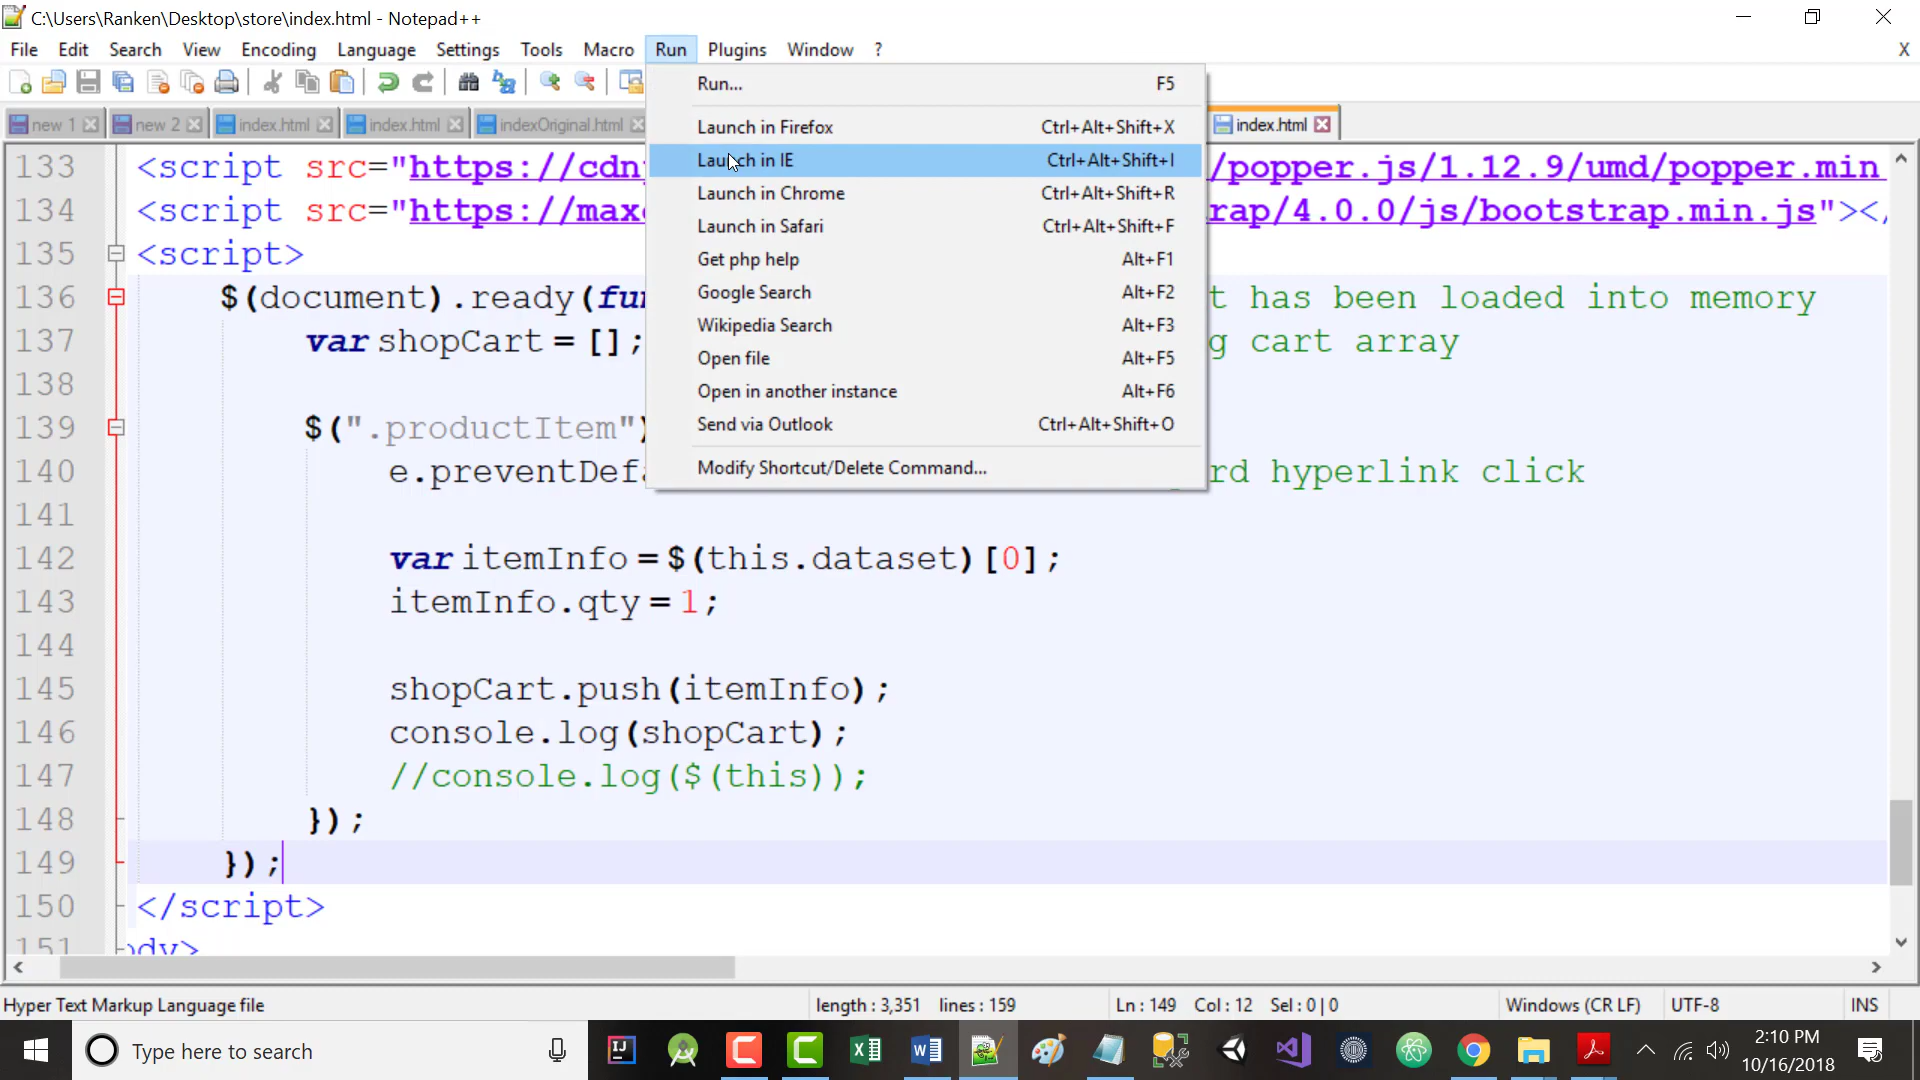 C:\Users\Ranken\Desktop\store\index.html - Notepad++
File Edit Search View Encoding Language Settings Tools Macro Run Plugins Window ? X
new 1 new 2 index.html index.html indexOriginal.html index.html
Run... F5
Launch in Firefox Ctrl+Alt+Shift+X
Launch in IE Ctrl+Alt+Shift+I
Launch in Chrome Ctrl+Alt+Shift+R
Launch in Safari Ctrl+Alt+Shift+F
Get php help Alt+F1
Google Search Alt+F2
Wikipedia Search Alt+F3
Open file Alt+F5
Open in another instance Alt+F6
Send via Outlook Ctrl+Alt+Shift+O
Modify Shortcut/Delete Command...
133 <script src="https://cdn /popper.js/1.12.9/umd/popper.min
134 <script src="https://max rap/4.0.0/js/bootstrap.min.js"></
135 <script>
136 $(document).ready(fu t has been loaded into memory
137 var shopCart = []; g cart array
138
139 $(".productItem")
140 e.preventDef rd hyperlink click
141
142 var itemInfo = $(this.dataset)[0];
143 itemInfo.qty = 1;
144
145 shopCart.push(itemInfo);
146 console.log(shopCart);
147 //console.log($(this));
148 });
149 });
150 </script>
151 ody>
Hyper Text Markup Language file length : 3,351 lines : 159 Ln : 149 Col : 12 Sel : 0 | 0 Windows (CR LF) UTF-8 INS
Type here to search
2:10 PM
10/16/2018